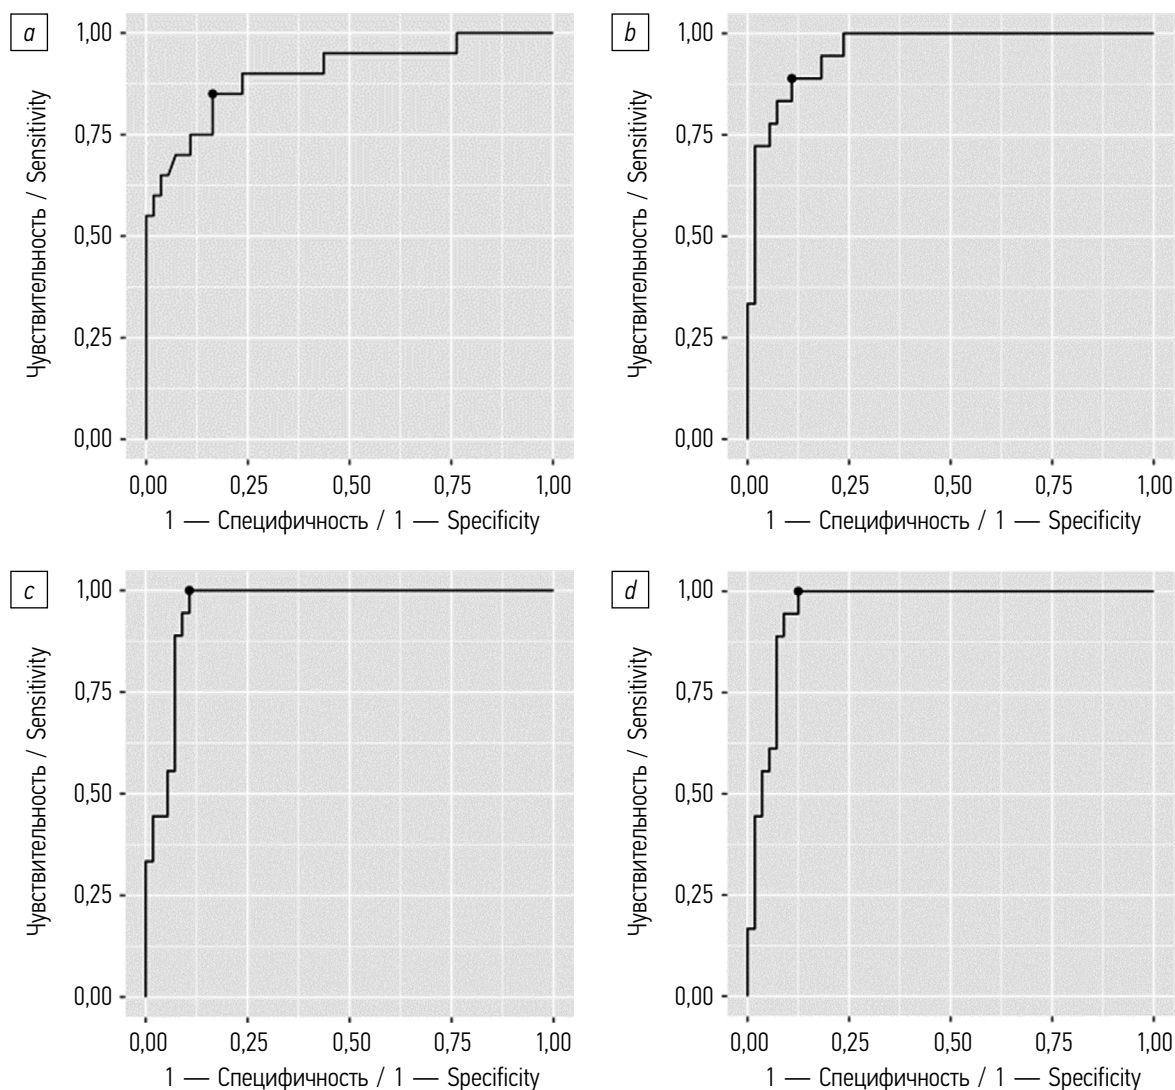 a
1,00
0,75
0,50
0,25
0,00
Чувствительность / Sensitivity
0,00 0,25 0,50 0,75 1,00
1 — Специфичность / 1 — Specificity
b
1,00
0,75
0,50
0,25
0,00
Чувствительность / Sensitivity
0,00 0,25 0,50 0,75 1,00
1 — Специфичность / 1 — Specificity
c
1,00
0,75
0,50
0,25
0,00
Чувствительность / Sensitivity
0,00 0,25 0,50 0,75 1,00
1 — Специфичность / 1 — Specificity
d
1,00
0,75
0,50
0,25
0,00
Чувствительность / Sensitivity
0,00 0,25 0,50 0,75 1,00
1 — Специфичность / 1 — Specificity